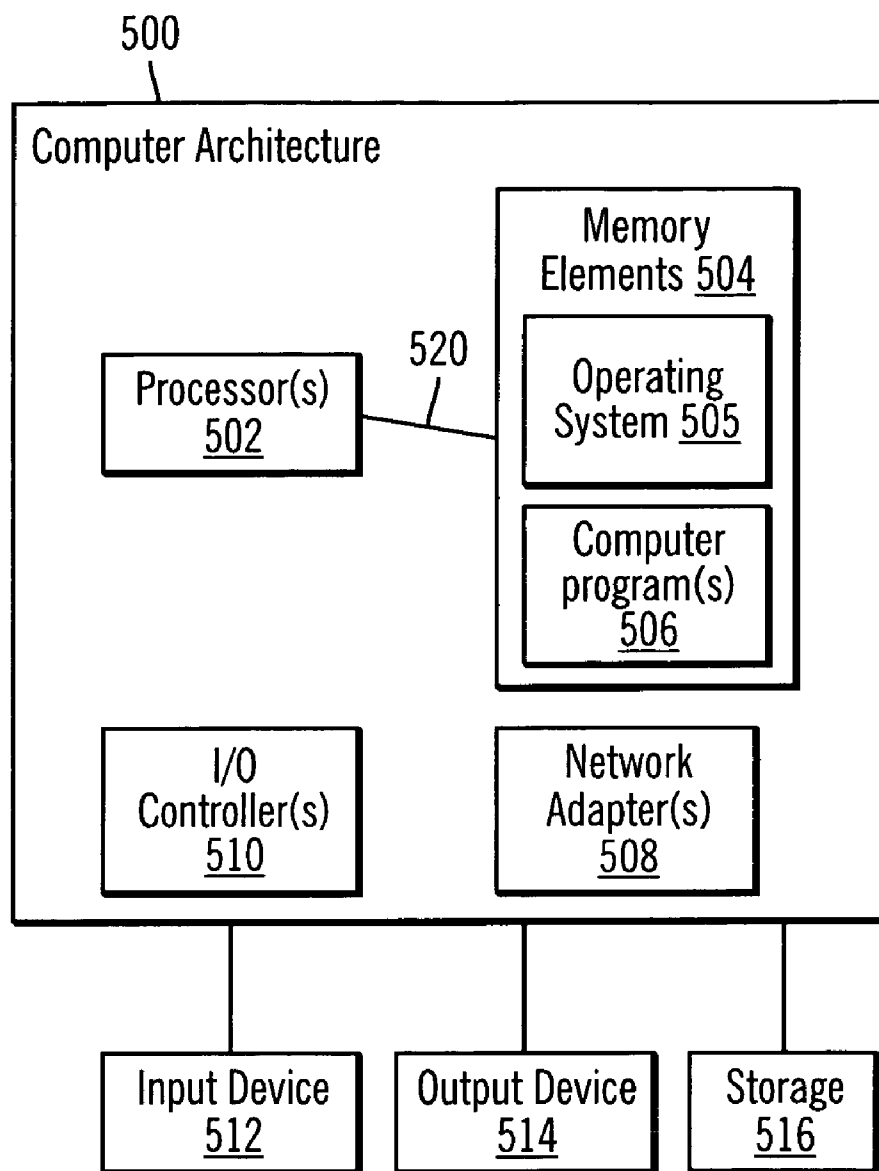 500
Computer Architecture
Memory
Elements 504
520
Processor(s)
502
Operating
System 505
Computer
program(s)
506
I/O
Controller(s)
510
Network
Adapter(s)
508
Input Device
512
Output Device
514
Storage
516